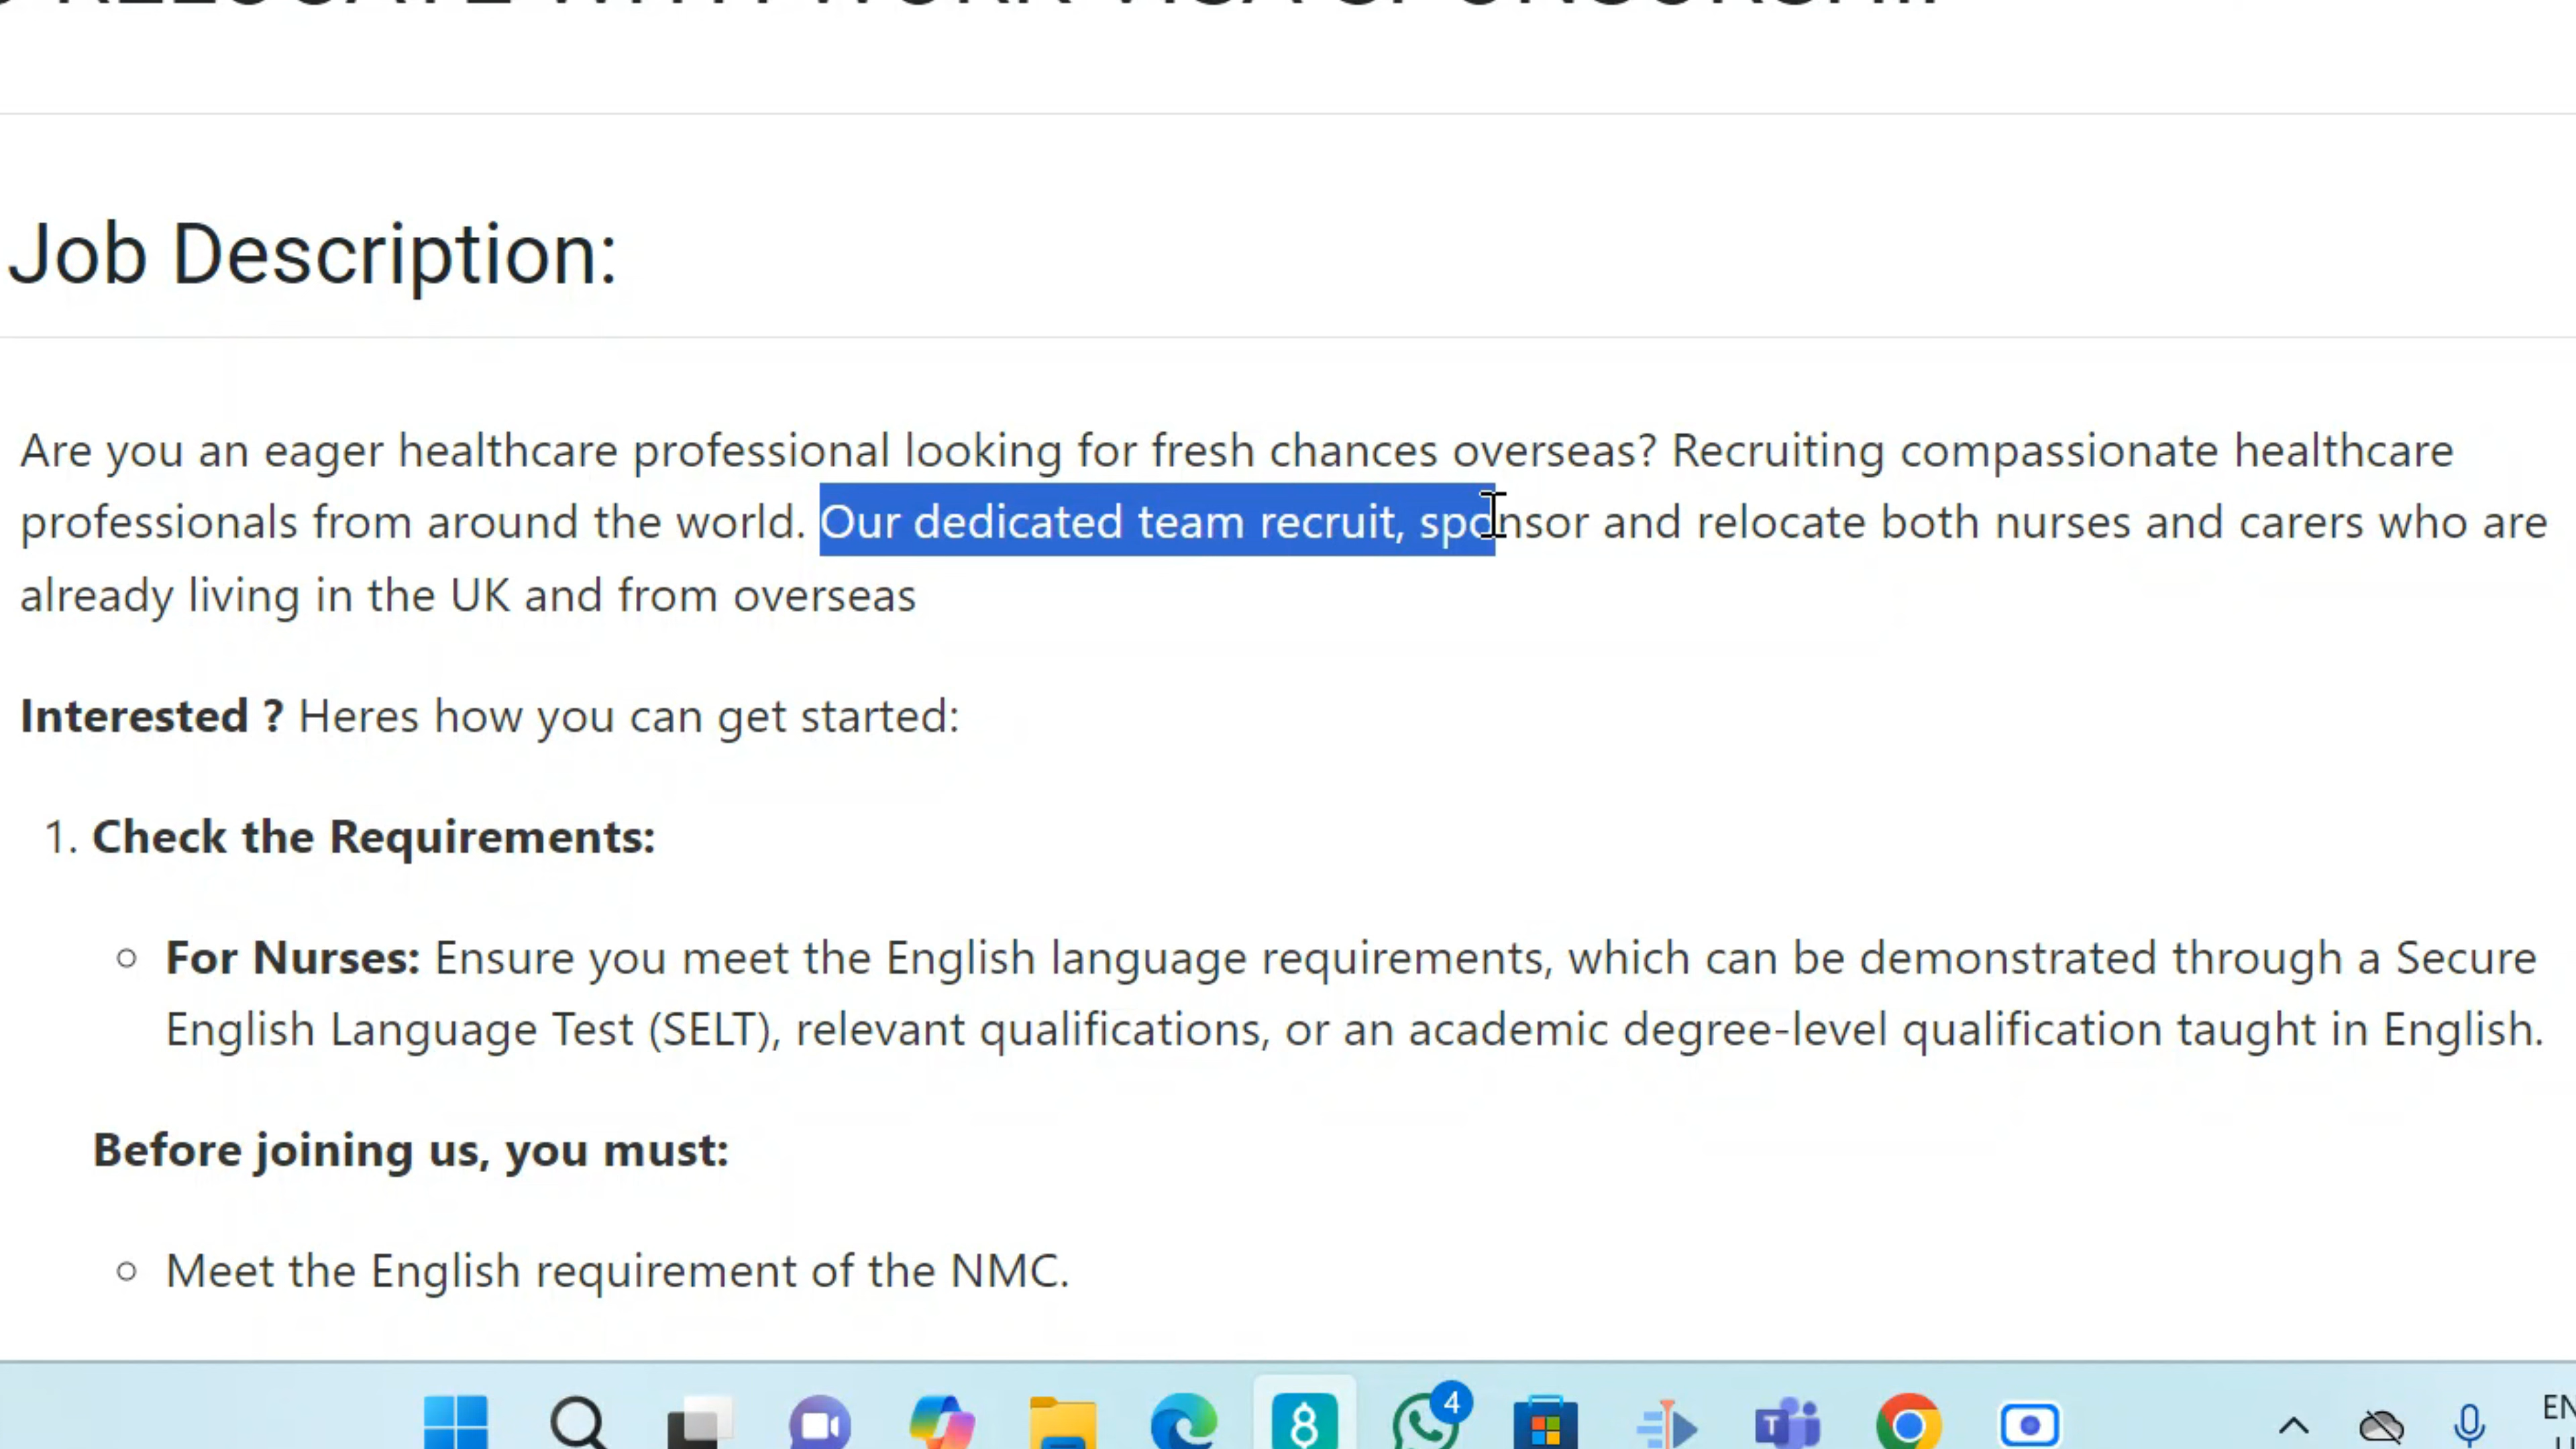 RELOCATE WITH WORK VISA SPONSORSHIP
Job Description:
Are you an eager healthcare professional looking for fresh chances overseas? Recruiting compassionate healthcare
professionals from around the world. Our dedicated team recruit, sponsor and relocate both nurses and carers who are
already living in the UK and from overseas
Interested ? Heres how you can get started:
1. Check the Requirements:
○ For Nurses: Ensure you meet the English language requirements, which can be demonstrated through a Secure
English Language Test (SELT), relevant qualifications, or an academic degree-level qualification taught in English.
Before joining us, you must:
○ Meet the English requirement of the NMC.
4
EN